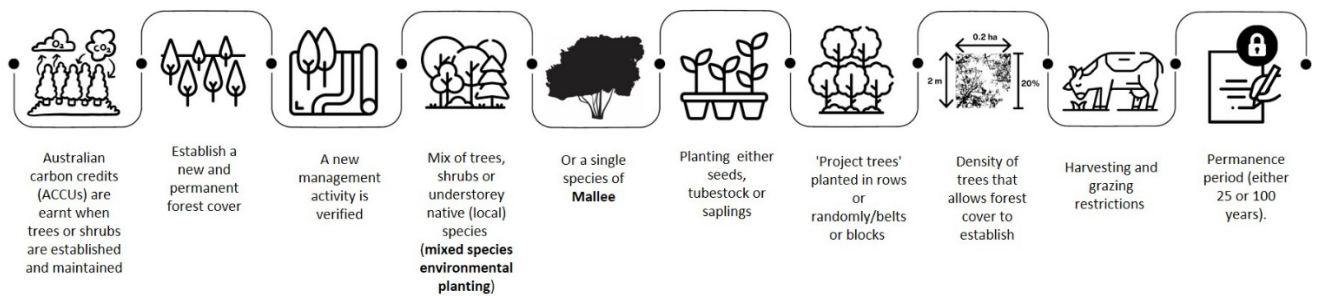 O₂
CO₂
0.2 ha
2 m
20%
Australian
carbon credits
(ACCUs) are
earnt when
trees or shrubs
are established
and maintained
Establish a
new and
permanent
forest cover
A new
management
activity is
verified
Mix of trees,
shrubs or
understorey
native (local)
species
(mixed species
environmental
planting)
Or a single
species of
Mallee
Planting either
seeds,
tubestock or
saplings
'Project trees'
planted in rows
or
randomly/belts
or blocks
Density of
trees that
allows forest
cover to
establish
Harvesting and
grazing
restrictions
Permanence
period (either
25 or 100
years).